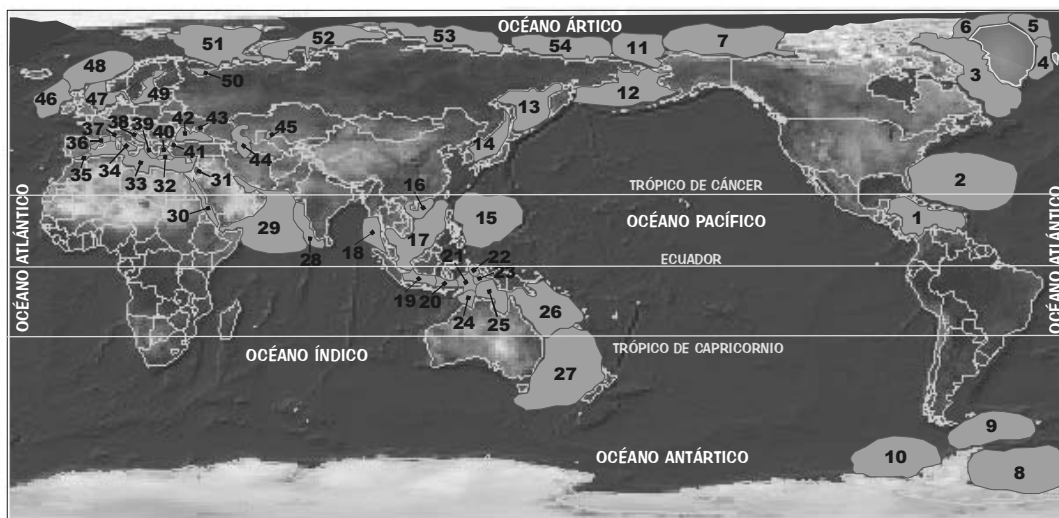 OCÉANO ÁRTICO
51 52 53 54 11 7 6 5
48 50 3 4
46 47 49 12
38 39 42 43 13
37 40 45 14
36 41 44
35 34 33 32 31
TRÓPICO DE CÁNCER
2
30 29 16 15
OCÉANO PACÍFICO
1
28 18 17
21 22 ECUADOR
23
19 20
24 25 26
OCÉANO ATLÁNTICO
OCÉANO ATLÁNTICO
OCÉANO ÍNDICO
TRÓPICO DE CAPRICORNIO
27
9
OCÉANO ANTÁRTICO
10 8